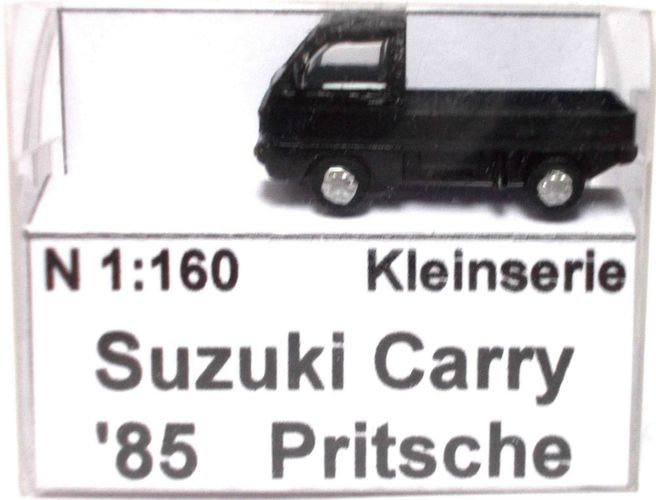 N 1:160 Kleinserie
Suzuki Carry
'85 Pritsche